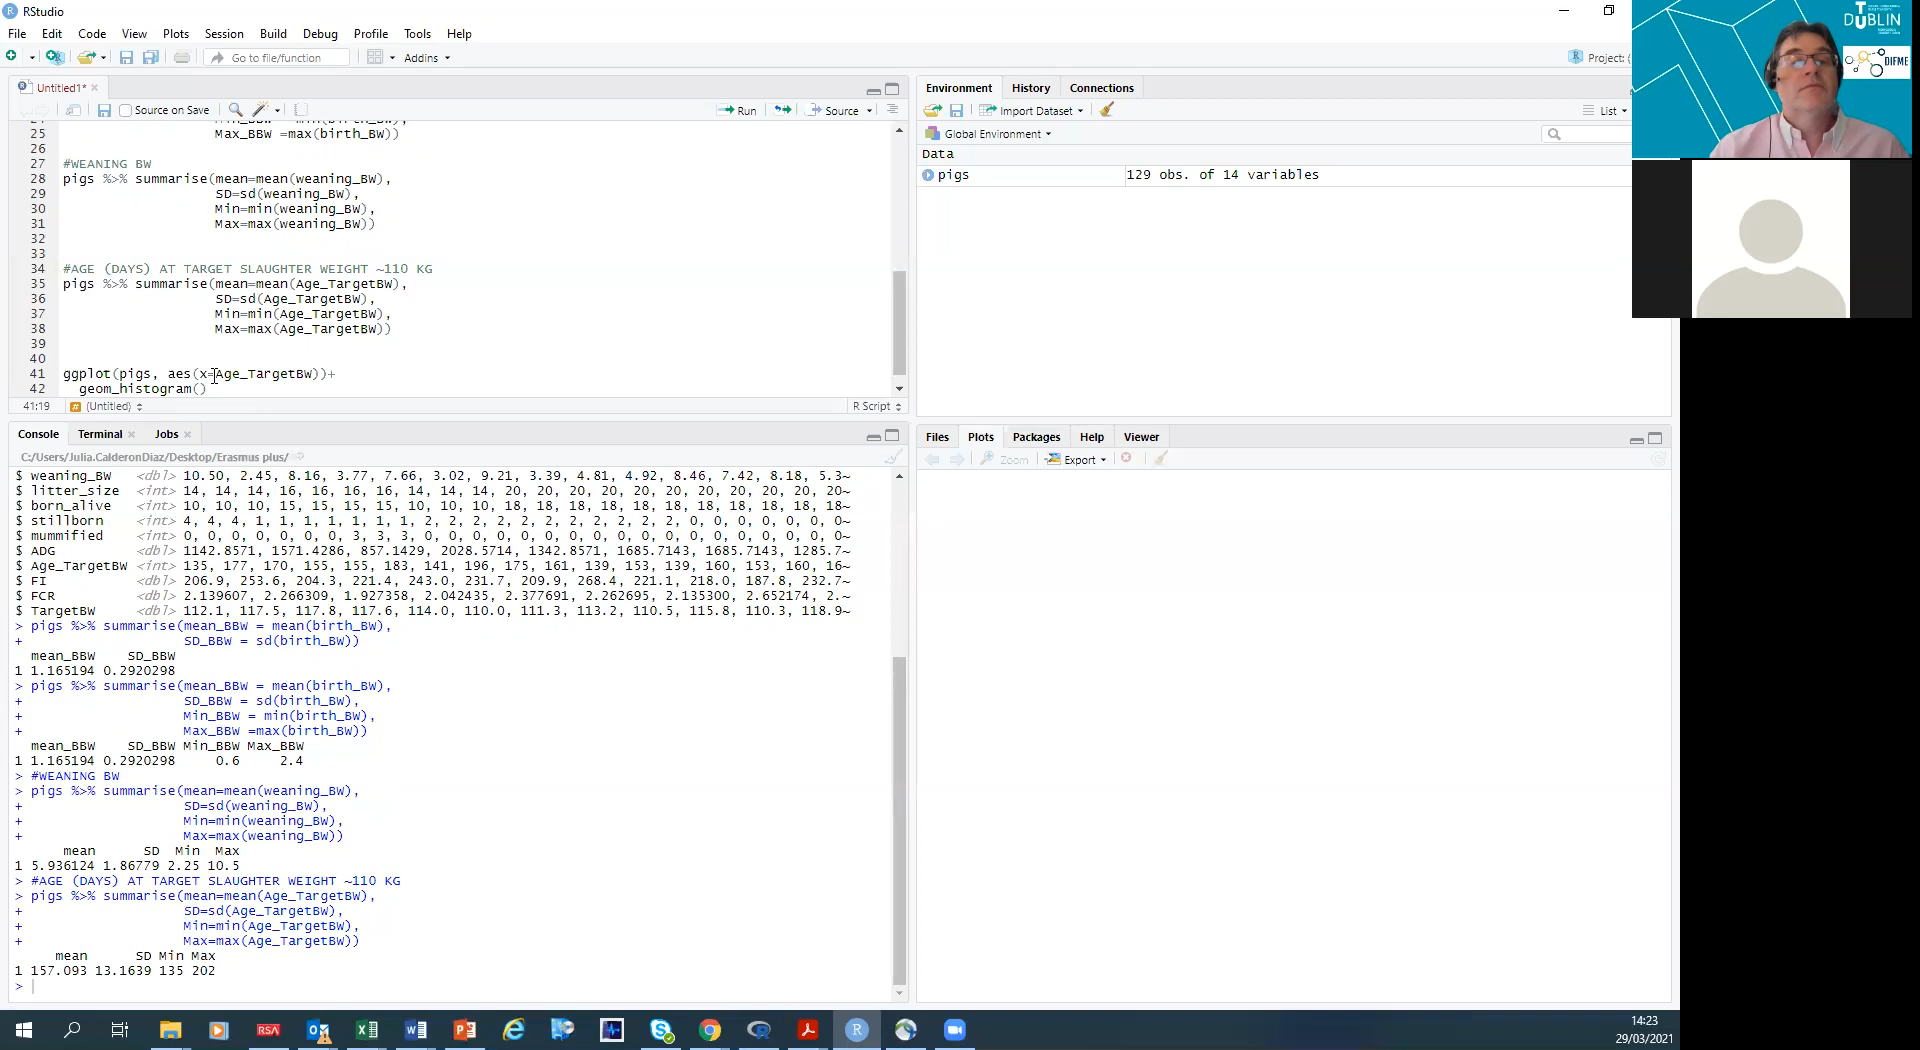 RStudio
File Edit Code View Plots Session Build Debug Profile Tools Help
Go to file/function Addins Project: (
Untitled1*
Source on Save Run Source
25 Max_BBW =max(birth_BW))
26
27 #WEANING BW
28 pigs %>% summarise(mean=mean(weaning_BW),
29 SD=sd(weaning_BW),
30 Min=min(weaning_BW),
31 Max=max(weaning_BW))
32
33
34 #AGE (DAYS) AT TARGET SLAUGHTER WEIGHT ~110 KG
35 pigs %>% summarise(mean=mean(Age_TargetBW),
36 SD=sd(Age_TargetBW),
37 Min=min(Age_TargetBW),
38 Max=max(Age_TargetBW))
39
40
41 ggplot(pigs, aes(x=Age_TargetBW))+
42 geom_histogram()
41:19 (Untitled) R Script
Console Terminal Jobs
C:/Users/Julia.CalderonDiaz/Desktop/Erasmus plus/
$ weaning_BW <dbl> 10.50, 2.45, 8.16, 3.77, 7.66, 3.02, 9.21, 3.39, 4.81, 4.92, 8.46, 7.42, 8.18, 5.3~
$ litter_size <int> 14, 14, 14, 16, 16, 16, 16, 14, 14, 14, 20, 20, 20, 20, 20, 20, 20, 20, 20, 20, 20~
$ born_alive <int> 10, 10, 10, 15, 15, 15, 15, 10, 10, 10, 18, 18, 18, 18, 18, 18, 18, 18, 18, 18, 18~
$ stillborn <int> 4, 4, 4, 1, 1, 1, 1, 1, 1, 1, 2, 2, 2, 2, 2, 2, 2, 2, 2, 2, 0, 0, 0, 0, 0, 0, 0~
$ mummified <int> 0, 0, 0, 0, 0, 0, 0, 3, 3, 3, 0, 0, 0, 0, 0, 0, 0, 0, 0, 0, 0, 0, 0, 0, 0, 0, 0~
$ ADG <dbl> 1142.8571, 1571.4286, 857.1429, 2028.5714, 1342.8571, 1685.7143, 1685.7143, 1285.7~
$ Age_TargetBW <int> 135, 177, 170, 155, 155, 183, 141, 196, 175, 161, 139, 153, 139, 160, 153, 160, 16~
$ FI <dbl> 206.9, 253.6, 204.3, 221.4, 243.0, 231.7, 209.9, 268.4, 221.1, 218.0, 187.8, 232.7~
$ FCR <dbl> 2.139607, 2.266309, 1.927358, 2.042435, 2.377691, 2.262695, 2.135300, 2.652174, 2.~
$ TargetBW <dbl> 112.1, 117.5, 117.8, 117.6, 114.0, 110.0, 111.3, 113.2, 110.5, 115.8, 110.3, 118.9~
> pigs %>% summarise(mean_BBW = mean(birth_BW),
+ SD_BBW = sd(birth_BW))
mean_BBW SD_BBW
1 1.165194 0.2920298
> pigs %>% summarise(mean_BBW = mean(birth_BW),
+ SD_BBW = sd(birth_BW),
+ Min_BBW = min(birth_BW),
+ Max_BBW =max(birth_BW))
mean_BBW SD_BBW Min_BBW Max_BBW
1 1.165194 0.2920298 0.6 2.4
> #WEANING BW
> pigs %>% summarise(mean=mean(weaning_BW),
+ SD=sd(weaning_BW),
+ Min=min(weaning_BW),
+ Max=max(weaning_BW))
mean SD Min Max
1 5.936124 1.86779 2.25 10.5
> #AGE (DAYS) AT TARGET SLAUGHTER WEIGHT ~110 KG
> pigs %>% summarise(mean=mean(Age_TargetBW),
+ SD=sd(Age_TargetBW),
+ Min=min(Age_TargetBW),
+ Max=max(Age_TargetBW))
mean SD Min Max
1 157.093 13.1639 135 202
>
Environment History Connections
Import Dataset List
Global Environment
Data
pigs 129 obs. of 14 variables
Files Plots Packages Help Viewer
Zoom Export
DUBLIN
DIFME
RSA
14:23
29/03/2021